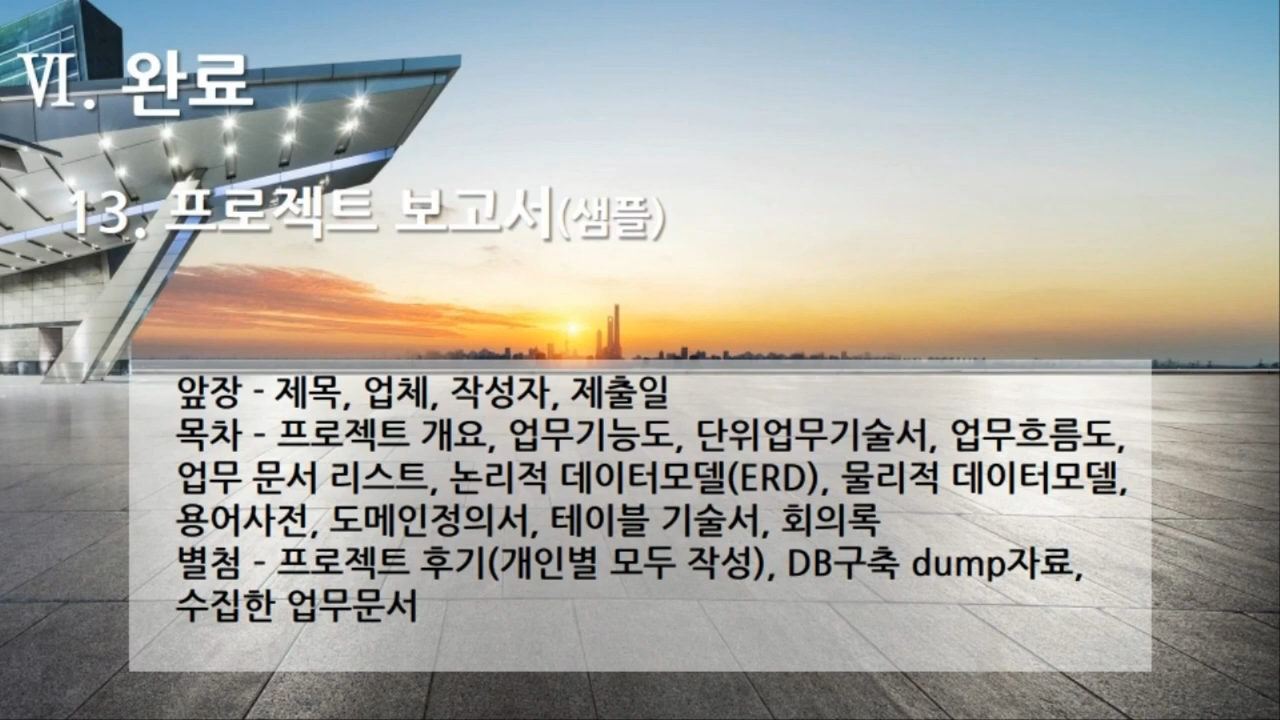 Ⅵ. 완료
13. 프로젝트 보고서(샘플)
앞장 - 제목, 업체, 작성자, 제출일
목차 - 프로젝트 개요, 업무기능도, 단위업무기술서, 업무흐름도,
업무 문서 리스트, 논리적 데이터모델(ERD), 물리적 데이터모델,
용어사전, 도메인정의서, 테이블 기술서, 회의록
별첨 - 프로젝트 후기(개인별 모두 작성), DB구축 dump자료,
수집한 업무문서